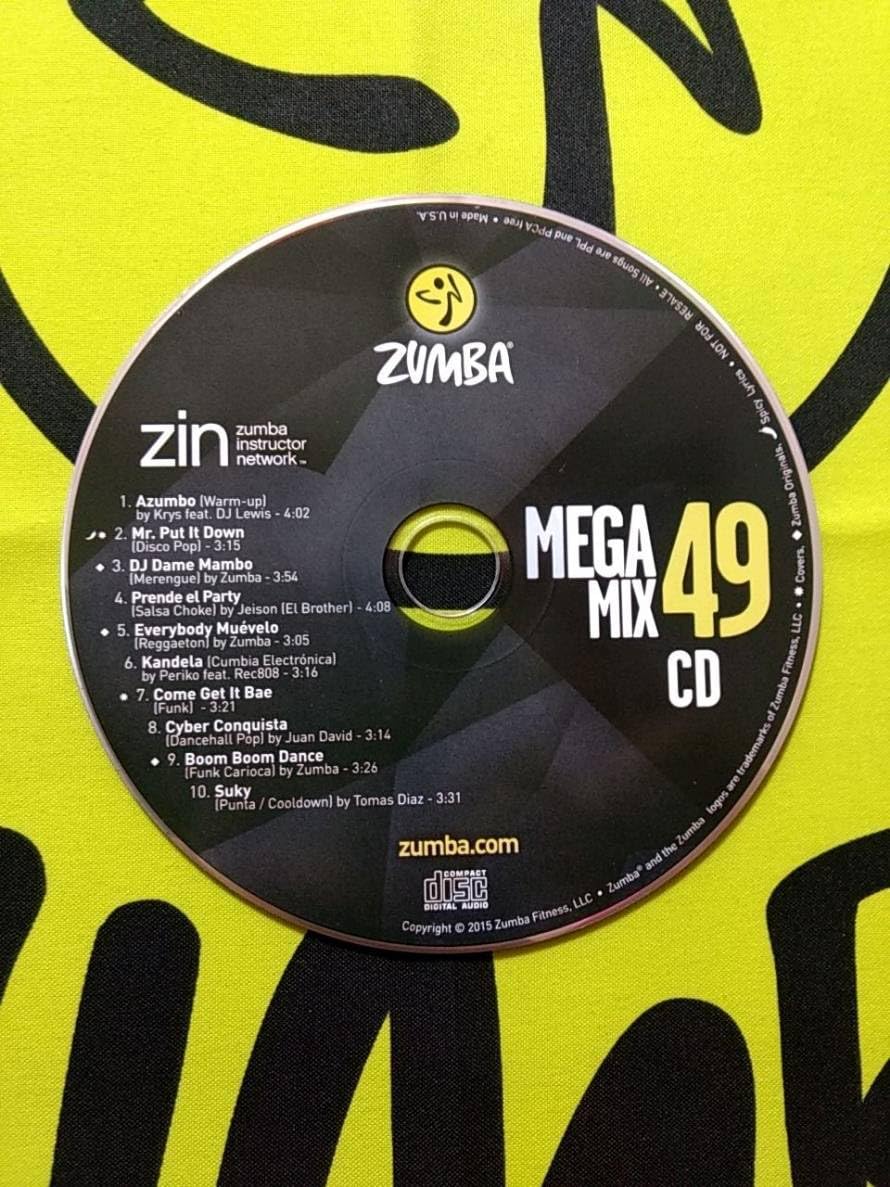 ZUMBA®
zin zumba
instructor
network™
1. Azumbo (Warm-up)
by Krys feat. DJ Lewis - 4:02
2. Mr. Put It Down
(Disco Pop) - 3:15
◆ 3. DJ Dame Mambo
(Merengue) by Zumba - 3:54
4. Prende el Party
(Salsa Choke) by Jeison (El Brother) - 4:08
◆ 5. Everybody Muévelo
(Reggaeton) by Zumba - 3:05
6. Kandela (Cumbia Electrónica)
by Periko feat. Rec808 - 3:16
✱ 7. Come Get It Bae
(Funk) - 3:21
8. Cyber Conquista
(Dancehall Pop) by Juan David - 3:14
◆ 9. Boom Boom Dance
(Funk Carioca) by Zumba - 3:26
10. Suky
(Punta / Cooldown) by Tomas Diaz - 3:31
MEGA
MIX 49
CD
zumba.com
COMPACT
disc
DIGITAL AUDIO
Copyright © 2015 Zumba Fitness, LLC • Zumba® and the Zumba logos are trademarks of Zumba Fitness, LLC • ✱ Covers, ◆ Zumba Originals, Spicy Lyrics • NOT FOR RESALE • All Songs are PPL and PPCA free • Made in U.S.A.